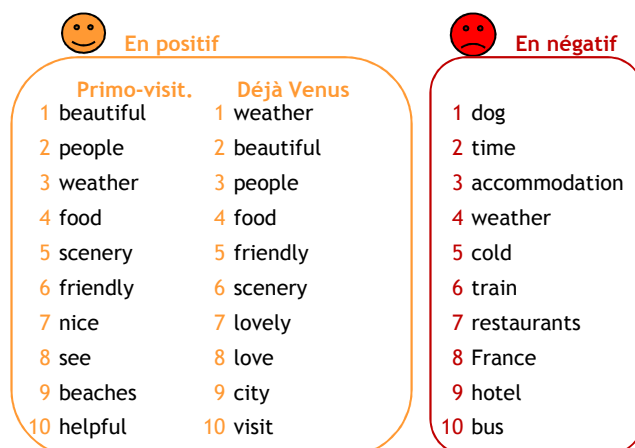 En positif
Primo-visit. Déjà Venus
1 beautiful 1 weather
2 people 2 beautiful
3 weather 3 people
4 food 4 food
5 scenery 5 friendly
6 friendly 6 scenery
7 nice 7 lovely
8 see 8 love
9 beaches 9 city
10 helpful 10 visit
En négatif
1 dog
2 time
3 accommodation
4 weather
5 cold
6 train
7 restaurants
8 France
9 hotel
10 bus